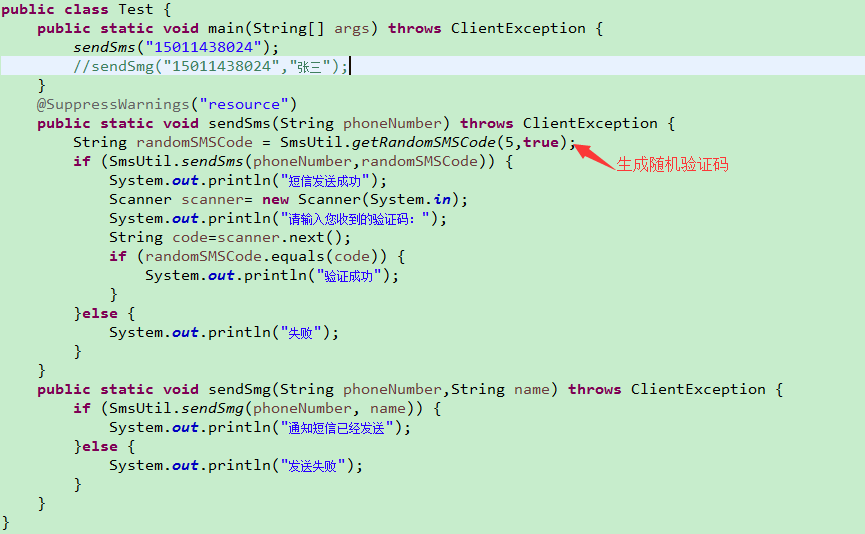 public class Test {
public static void main(String[] args) throws ClientException {
sendSms("15011438024");
//sendSmg("15011438024","张三");
}
@SuppressWarnings("resource")
public static void sendSms(String phoneNumber) throws ClientException {
String randomSMSCode = SmsUtil.getRandomSMSCode(5,true);
生成随机验证码
if (SmsUtil.sendSms(phoneNumber,randomSMSCode)) {
System.out.println("短信发送成功");
Scanner scanner= new Scanner(System.in);
System.out.println("请输入您收到的验证码：");
String code=scanner.next();
if (randomSMSCode.equals(code)) {
System.out.println("验证成功");
}
}else {
System.out.println("失败");
}
}
public static void sendSmg(String phoneNumber,String name) throws ClientException {
if (SmsUtil.sendSmg(phoneNumber, name)) {
System.out.println("通知短信已经发送");
}else {
System.out.println("发送失败");
}
}
}